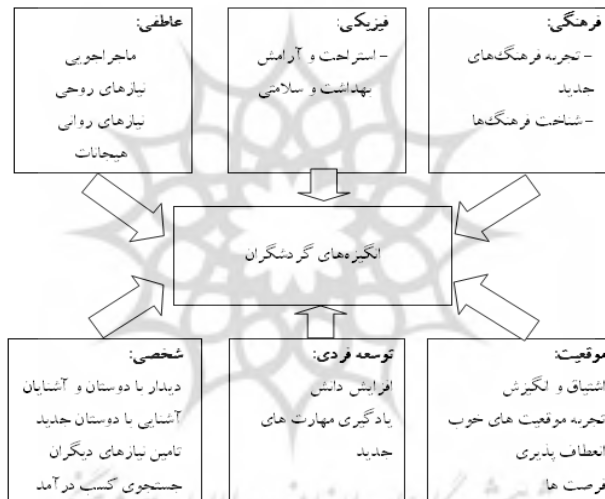 فرهنگی:
- تجربه فرهنگ‌های
جدید
- شناخت فرهنگ‌ها
فیزیکی:
- استراحت و آرامش
بهداشت و سلامتی
عاطفی:
ماجراجویی
نیازهای روحی
نیازهای روانی
هیجانات
انگیزه‌های گردشگران
موقعیت:
اشتیاق و انگیزش
تجربه موقعیت های خوب
انعطاف پذیری
فرصت ها
توسعه فردی:
افزایش دانش
یادگیری مهارت های
جدید
شخصی:
دیدار با دوستان و آشنایان
آشنایی با دوستان جدید
تامین نیازهای دیگران
جستجوی کسب درآمد